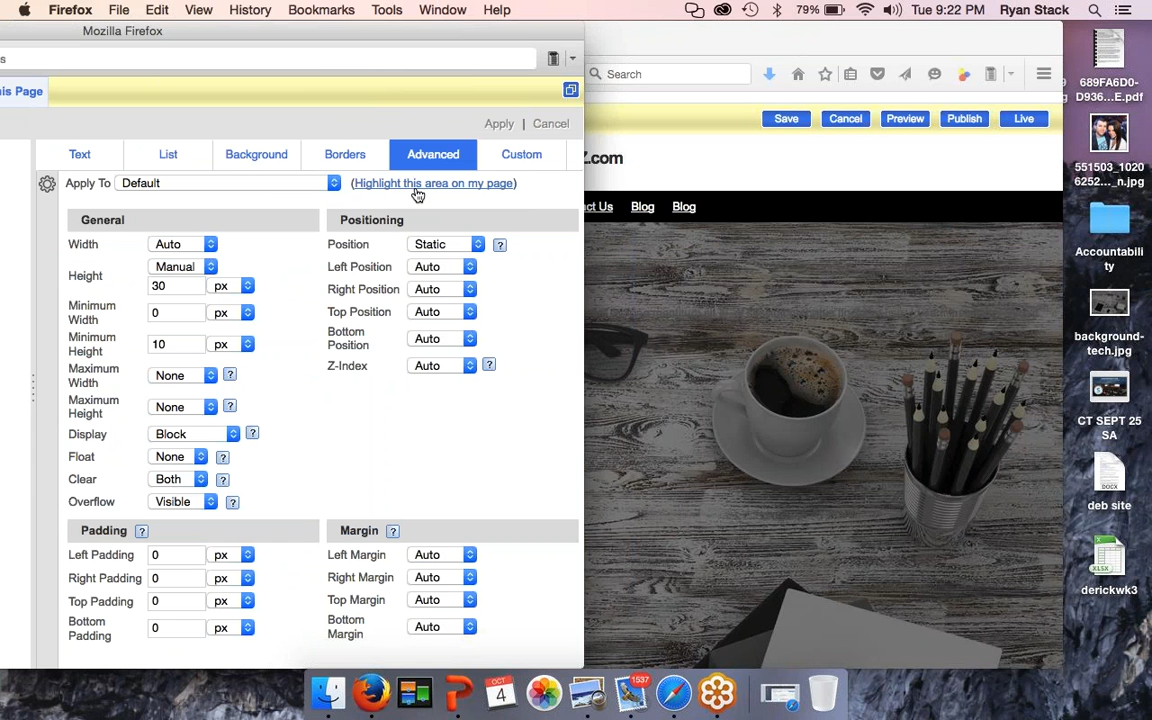 Firefox File Edit View History Bookmarks Tools Window Help 79% Tue 9:22 PM Ryan Stack
Mozilla Firefox
s
Search
is Page
Save Cancel Preview Publish Live
Apply | Cancel
Text List Background Borders Advanced Custom
Z.com
Apply To Default (Highlight this area on my page)
ct Us Blog Blog
General
Width Auto
Height Manual
30 px
Minimum Width 0 px
Minimum Height 10 px
Maximum Width None ?
Maximum Height None ?
Display Block ?
Float None ?
Clear Both ?
Overflow Visible ?
Positioning
Position Static ?
Left Position Auto
Right Position Auto
Top Position Auto
Bottom Position Auto
Z-Index Auto ?
Padding ?
Left Padding 0 px
Right Padding 0 px
Top Padding 0 px
Bottom Padding 0 px
Margin ?
Left Margin Auto
Right Margin Auto
Top Margin Auto
Bottom Margin Auto
689FA6D0-
D936...E.pdf
551503_1020
6252..._n.jpg
Accountabili
ty
background-
tech.jpg
CT SEPT 25
SA
DOCX
deb site
XLSX
derickwk3
OCT
4
1537